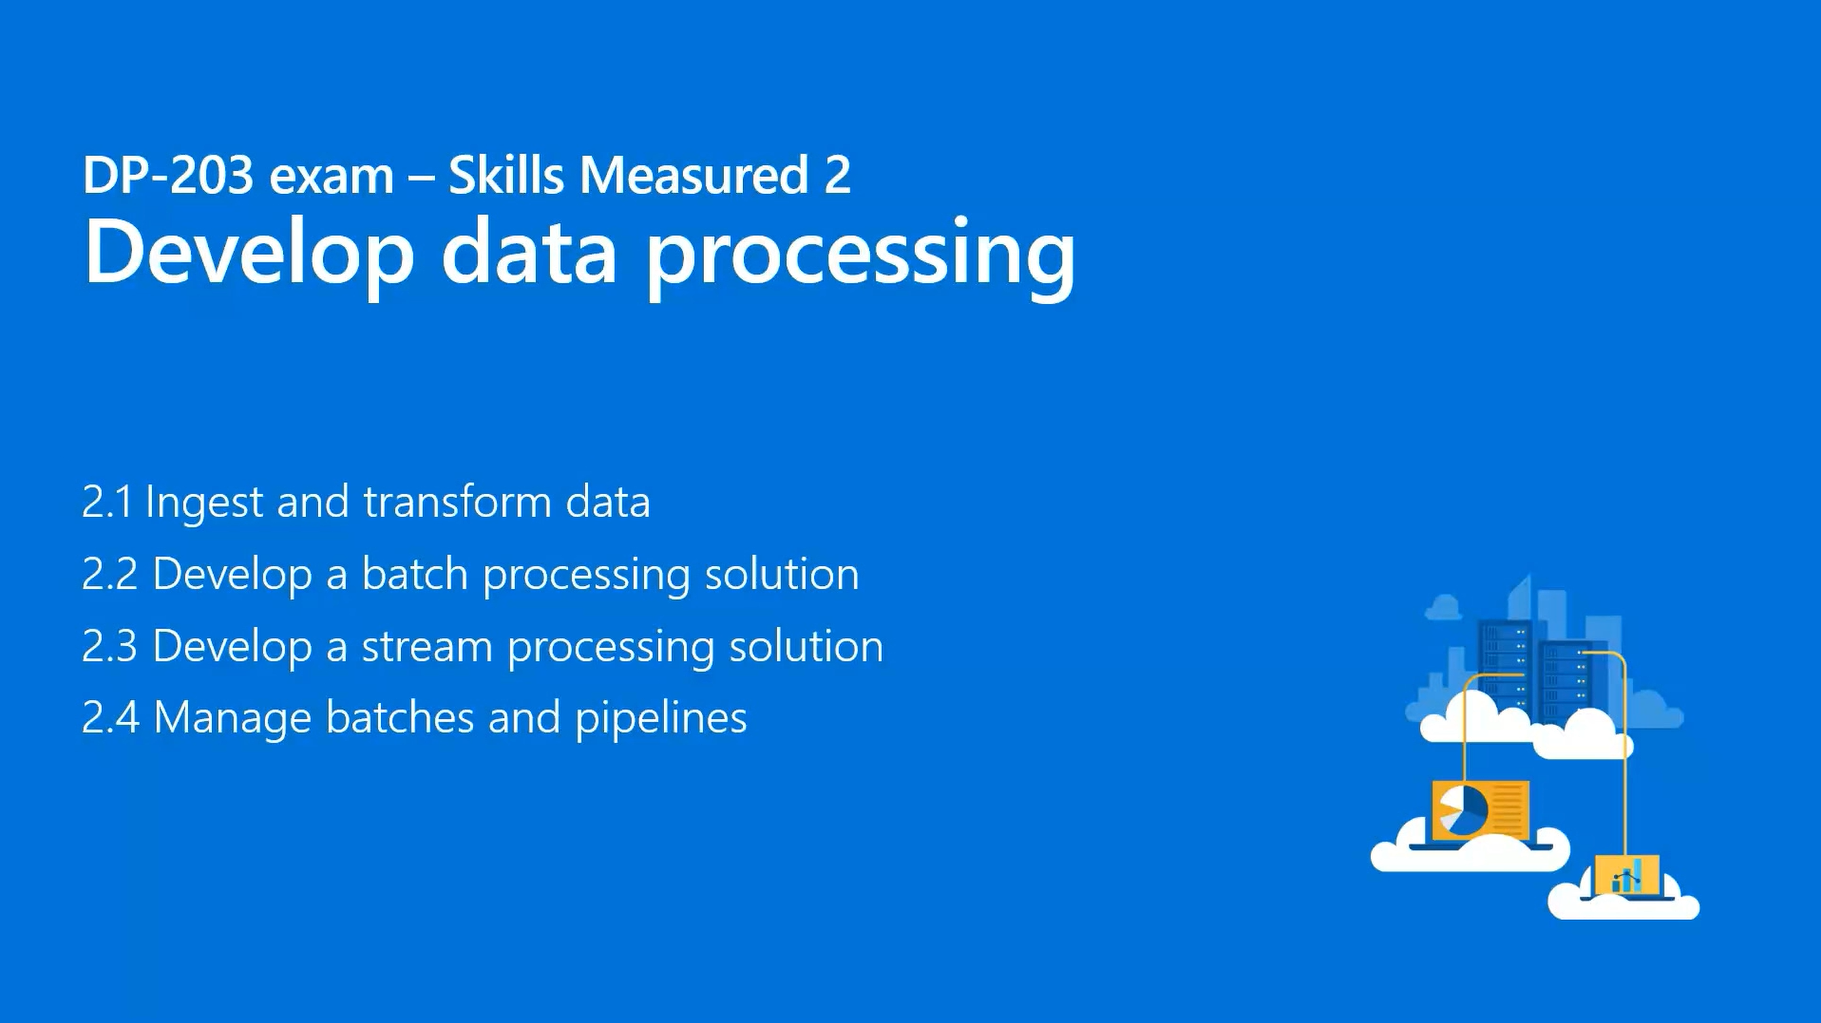 DP-203 exam – Skills Measured 2
Develop data processing
2.1 Ingest and transform data
2.2 Develop a batch processing solution
2.3 Develop a stream processing solution
2.4 Manage batches and pipelines